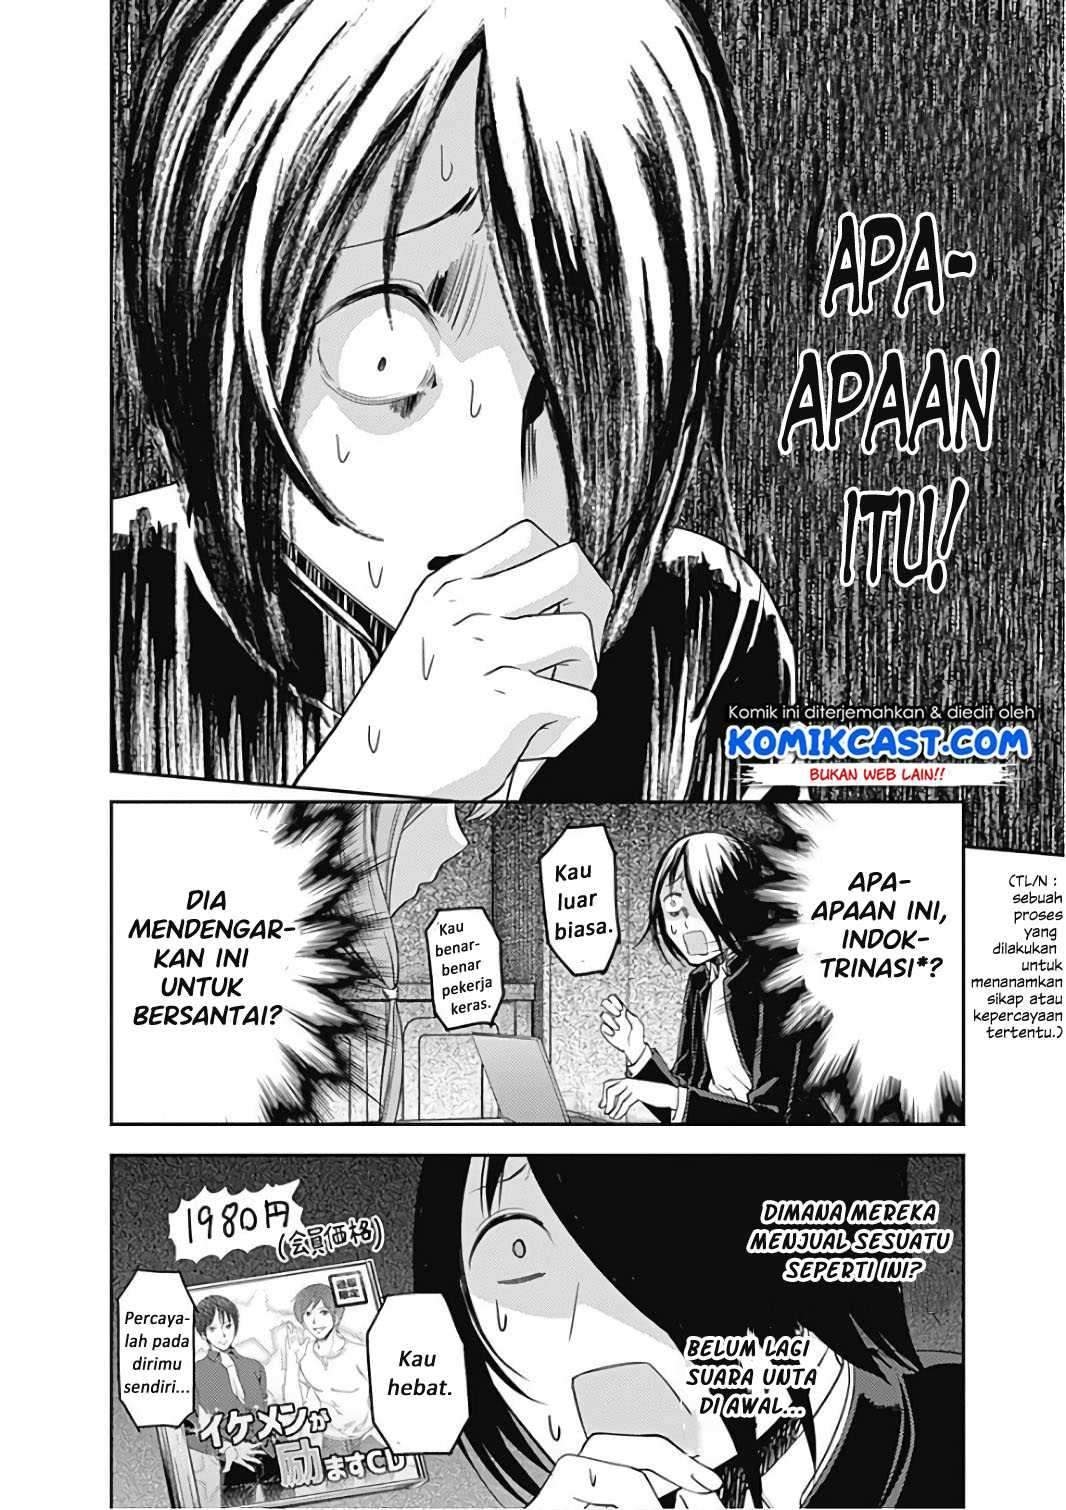 APA-
APAAN
ITU!
Komik ini diterjemahkan & diedit oleh
KOMIKCAST.COM
BUKAN WEB LAIN!!
APA-
APAAN INI,
INDOK-
TRINASI*?
(TL/N :
sebuah
proses
yang
dilakukan
untuk
menanamkan
sikap atau
kepercayaan
tertentu.)
Kau
luar
biasa.
Kau
benar-
benar
pekerja
keras.
DIA
MENDENGAR-
KAN INI
UNTUK
BERSANTAI?
DIMANA MEREKA
MENJUAL SESUATU
SEPERTI INI?
BELUM LAGI
SUARA UNTA
DI AWAL...
Kau
hebat.
1980円
(会員価格)
通販
限定
Percaya-
lah pada
dirimu
sendiri...
イケメンが
励ますCD